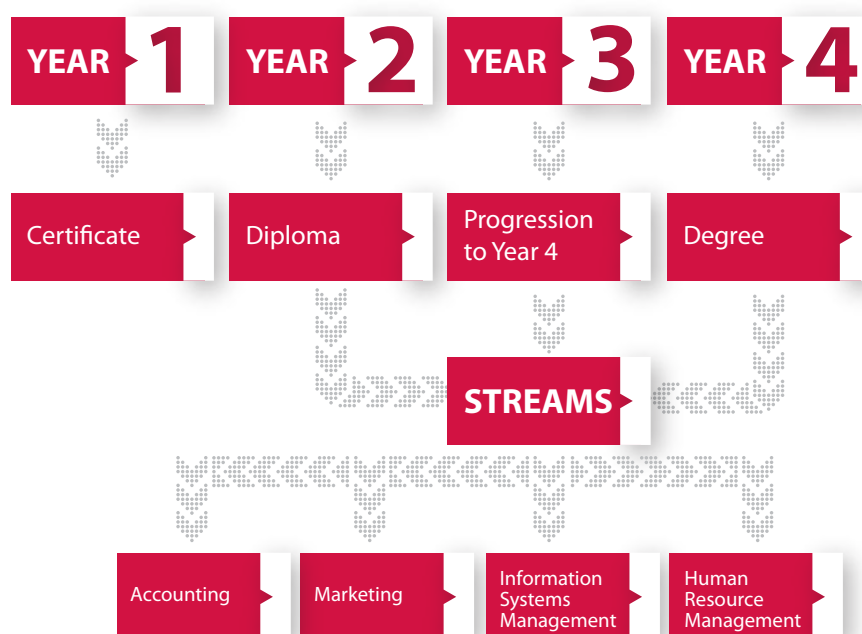 YEAR 1 YEAR 2 YEAR 3 YEAR 4
Certificate
Diploma
Progression
to Year 4
Degree
STREAMS
Accounting
Marketing
Information
Systems
Management
Human
Resource
Management